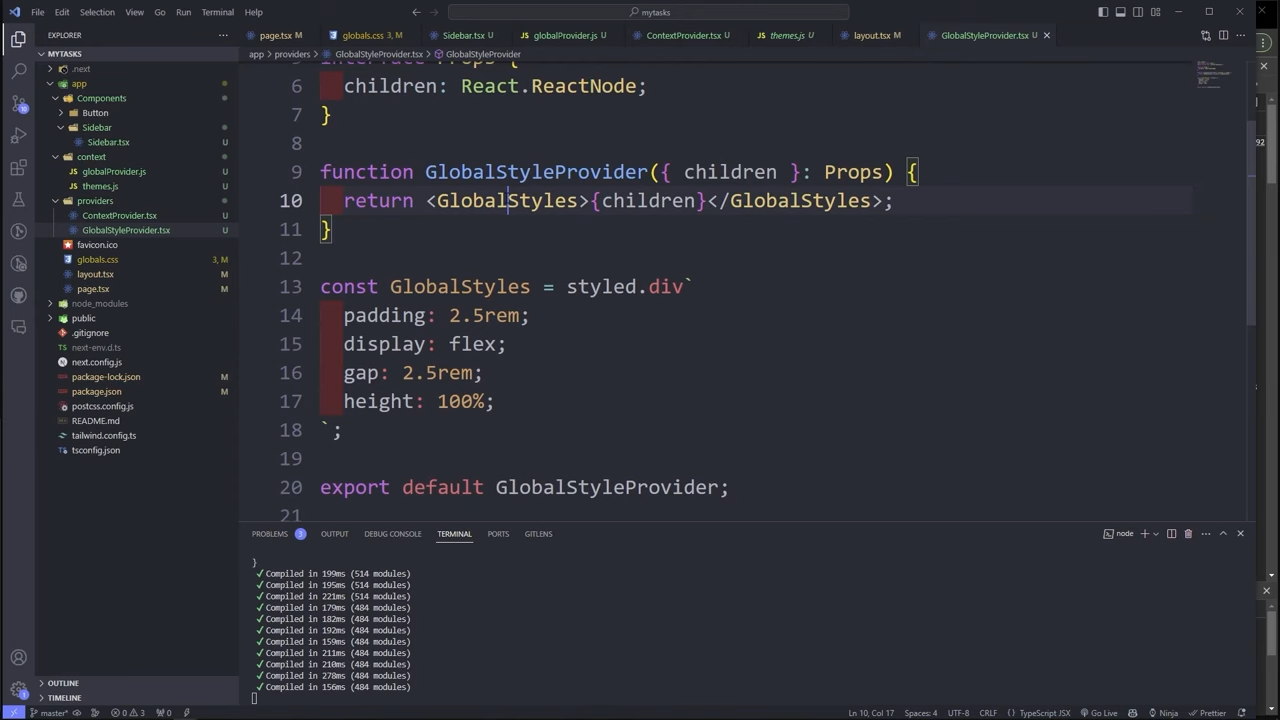 File Edit Selection View Go Run Terminal Help
mytasks
EXPLORER
page.tsx U
globals.css 3, M
Sidebar.tsx U
globalProvider.js U
ContextProvider.tsx U
themes.js U
layout.tsx M
GlobalStyleProvider.tsx U
app > providers > GlobalStyleProvider.tsx > GlobalStyleProvider
MYTASKS
.next
app
Components
Button
Sidebar
Sidebar.tsx U
context
globalProvider.js U
themes.js U
providers
ContextProvider.tsx U
GlobalStyleProvider.tsx U
favicon.ico
globals.css 3, M
layout.tsx M
page.tsx M
node_modules
public
.gitignore
next-env.d.ts
next.config.js
package-lock.json M
package.json M
postcss.config.js
README.md
tailwind.config.ts
tsconfig.json
OUTLINE
TIMELINE
5 interface Props {
6 children: React.ReactNode;
7 }
8
9 function GlobalStyleProvider({ children }: Props) {
10 return <GlobalStyles>{children}</GlobalStyles>;
11 }
12
13 const GlobalStyles = styled.div`
14 padding: 2.5rem;
15 display: flex;
16 gap: 2.5rem;
17 height: 100%;
18 `;
19
20 export default GlobalStyleProvider;
21
PROBLEMS 3 OUTPUT DEBUG CONSOLE TERMINAL PORTS GITLENS
node
}
✓ Compiled in 199ms (514 modules)
✓ Compiled in 195ms (514 modules)
✓ Compiled in 221ms (514 modules)
✓ Compiled in 179ms (484 modules)
✓ Compiled in 182ms (484 modules)
✓ Compiled in 192ms (484 modules)
✓ Compiled in 159ms (484 modules)
✓ Compiled in 211ms (484 modules)
✓ Compiled in 210ms (484 modules)
✓ Compiled in 278ms (484 modules)
✓ Compiled in 156ms (484 modules)
master* 0 3 0 Ln 10, Col 17 Spaces: 4 UTF-8 CRLF {} TypeScript JSX Go Live Ninja Prettier